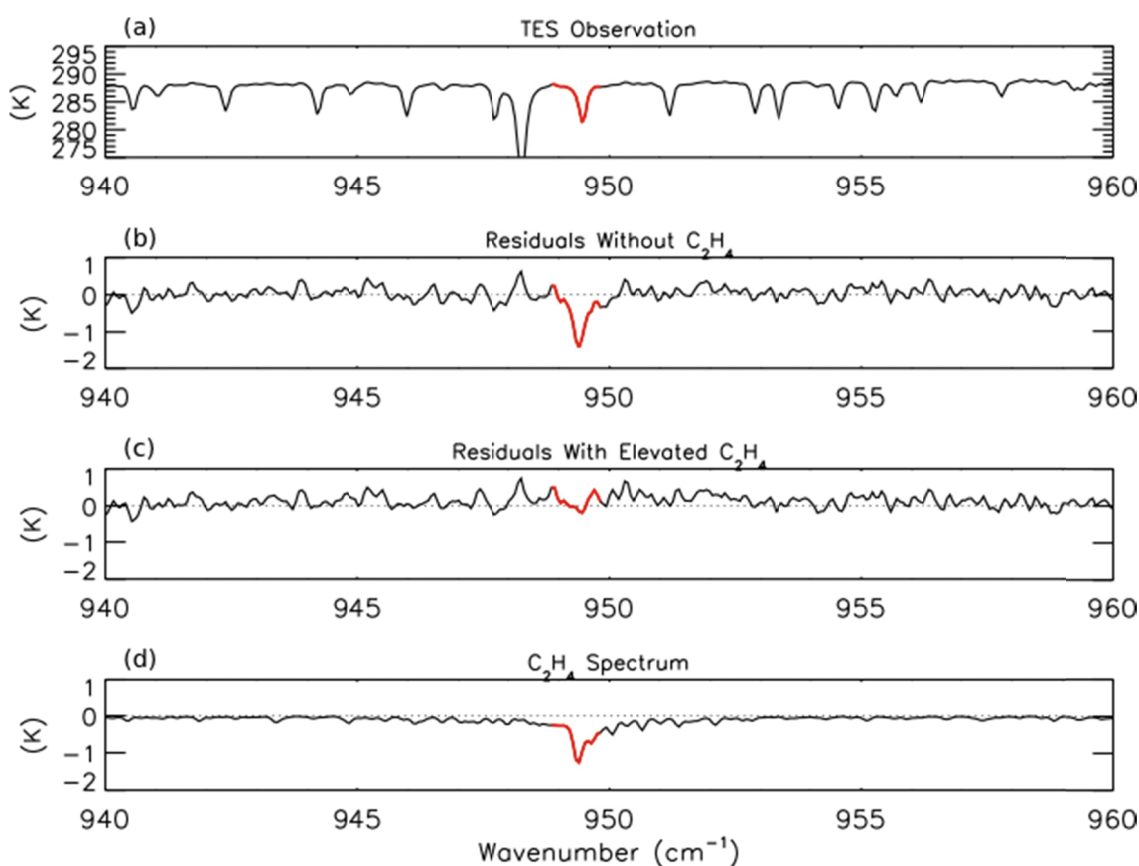 (a) TES Observation
295
290
285
280
275
(K)
940 945 950 955 960
(b) Residuals Without C₂H₄
1
0
-1
-2
(K)
940 945 950 955 960
(c) Residuals With Elevated C₂H₄
1
0
-1
-2
(K)
940 945 950 955 960
(d) C₂H₄ Spectrum
1
0
-1
-2
(K)
940 945 950 955 960
Wavenumber (cm⁻¹)